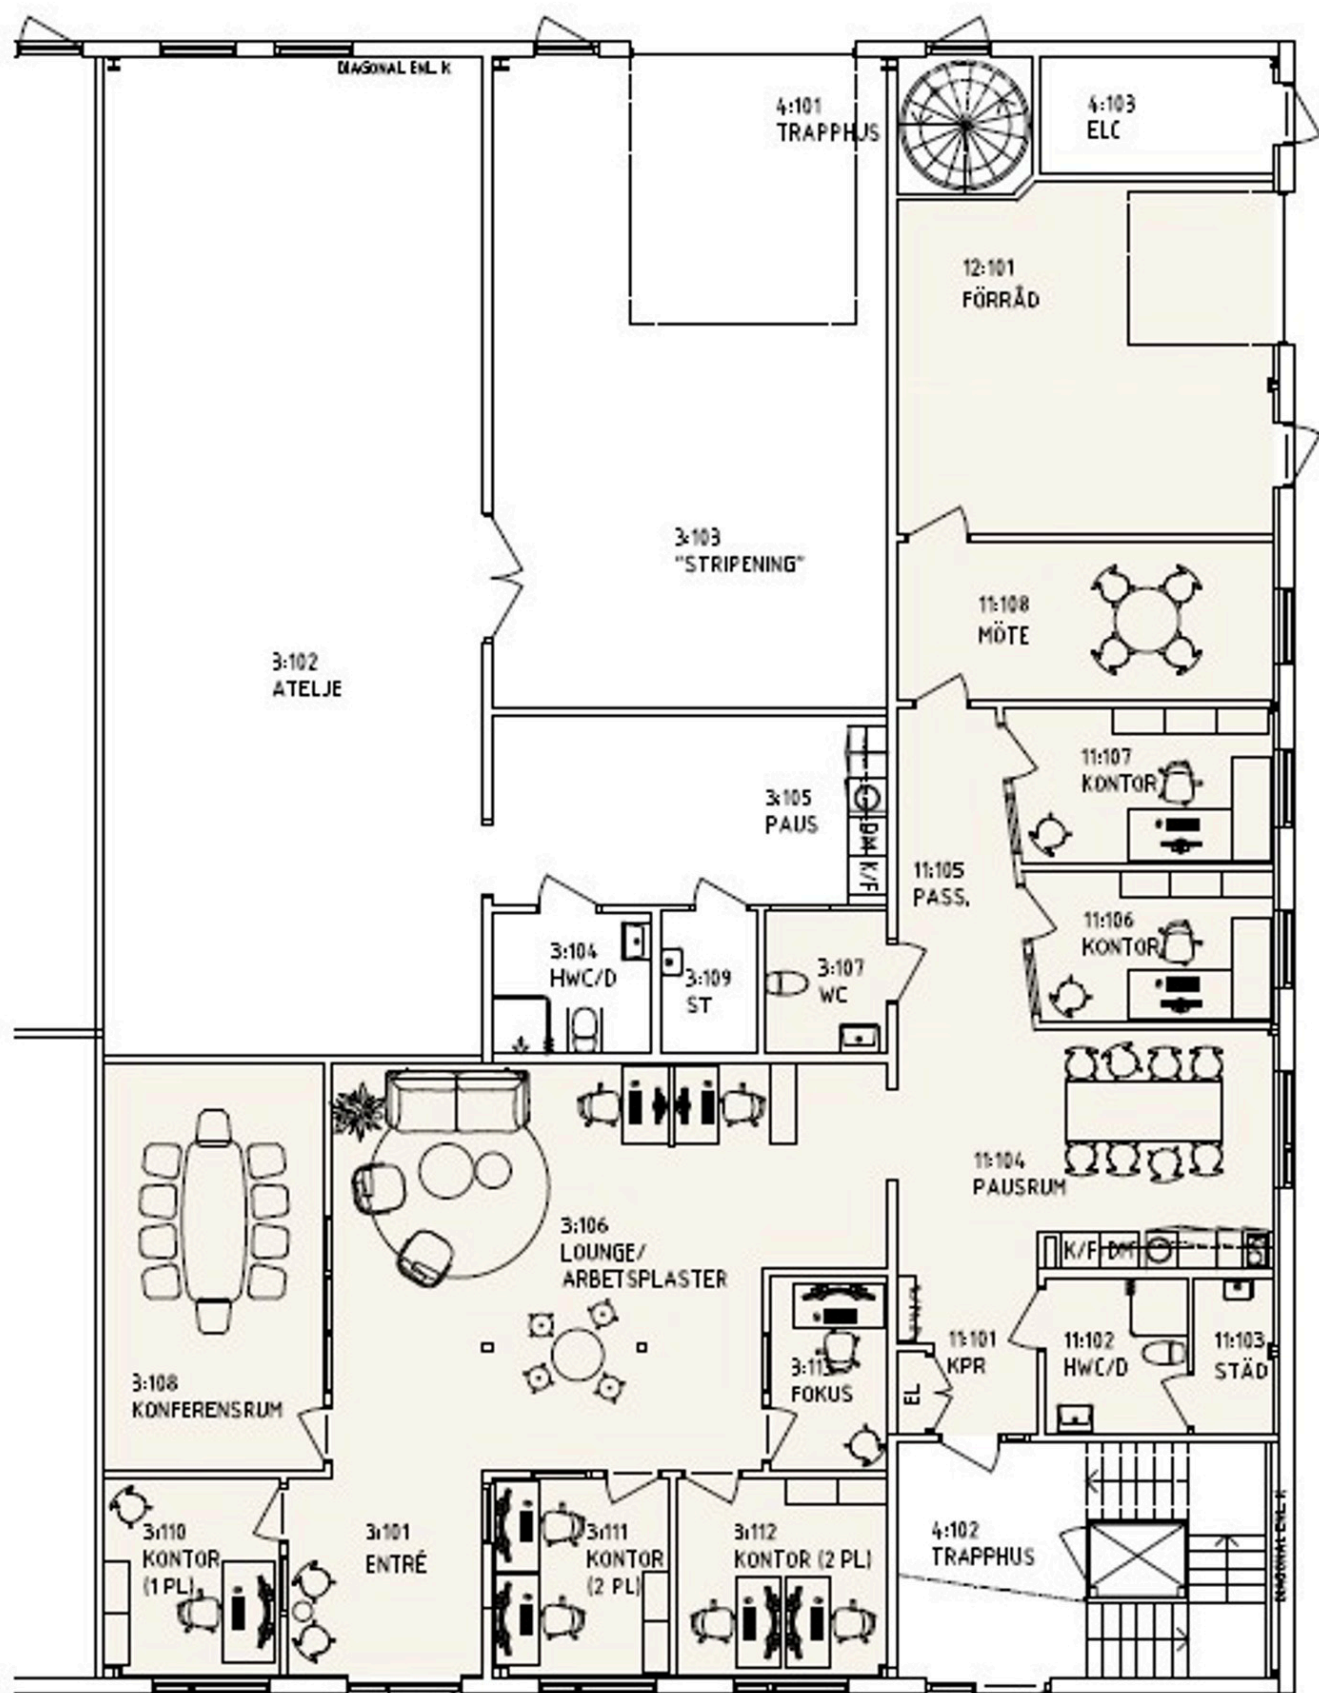 DIAGONAL ENL. K
4:101
TRAPPHUS
4:103
ELC
12:101
FÖRRÅD
3:103
"STRIPENING"
11:108
MÖTE
3:102
ATELJE
11:107
KONTOR
3:105
PAUS
DM
K/F
11:105
PASS.
11:106
KONTOR
3:104
HWC/D
3:109
ST
3:107
WC
11:104
PAUSRUM
3:106
LOUNGE/
ARBETSPLASTER
K/F DM
11:101
KPR
11:102
HWC/D
11:103
STÄD
3:108
KONFERENSRUM
FOKUS
EL
3:110
KONTOR
(1 PL)
3:101
ENTRÉ
3:111
KONTOR
(2 PL)
3:112
KONTOR (2 PL)
4:102
TRAPPHUS
DIAGONAL ENL. K